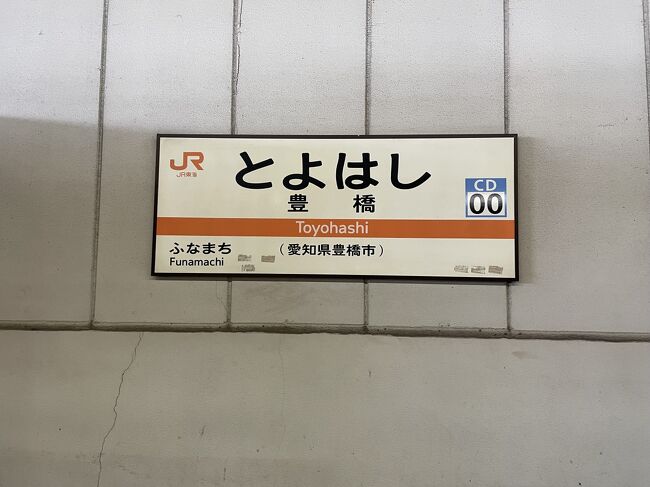 JR
JR東海
とよはし
豊橋
CD
00
Toyohashi
ふなまち
Funamachi
(愛知県豊橋市)